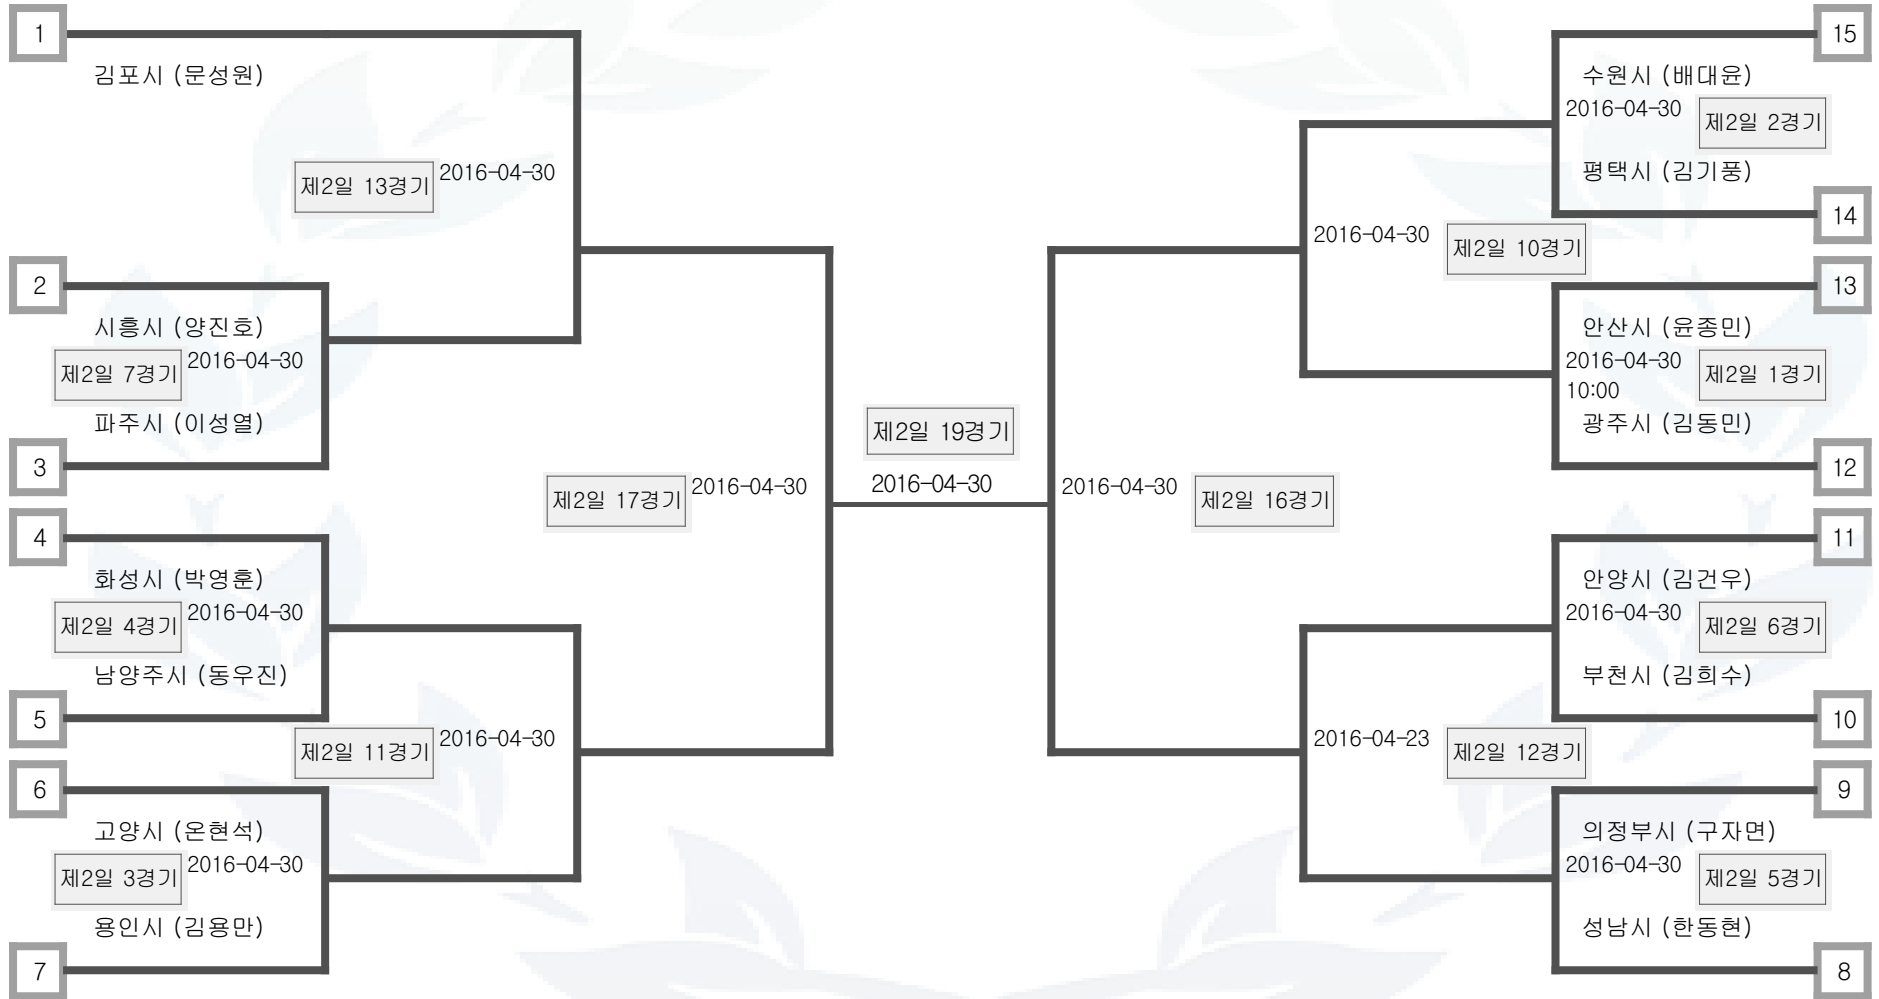 1
김포시 (문성원)
제2일 13경기 2016-04-30
2
시흥시 (양진호)
제2일 7경기 2016-04-30
파주시 (이성열)
3
제2일 17경기 2016-04-30
4
화성시 (박영훈)
제2일 4경기 2016-04-30
남양주시 (동우진)
5
제2일 11경기 2016-04-30
6
고양시 (온현석)
제2일 3경기 2016-04-30
용인시 (김용만)
7
제2일 19경기
2016-04-30
15
수원시 (배대윤)
2016-04-30 제2일 2경기
평택시 (김기풍)
14
2016-04-30 제2일 10경기
13
안산시 (윤종민)
2016-04-30 제2일 1경기
10:00
광주시 (김동민)
12
2016-04-30 제2일 16경기
11
안양시 (김건우)
2016-04-30 제2일 6경기
부천시 (김희수)
10
2016-04-23 제2일 12경기
9
의정부시 (구자면)
2016-04-30 제2일 5경기
성남시 (한동현)
8